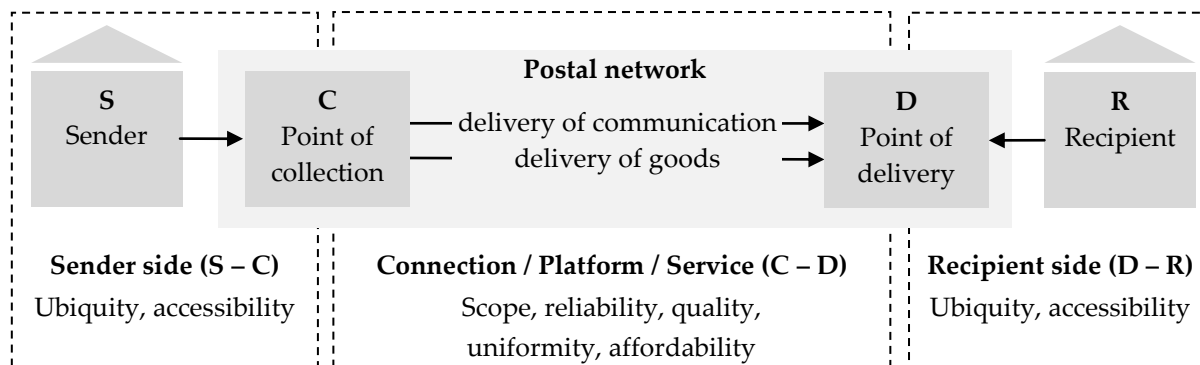 Postal network
S
Sender
C
Point of
collection
delivery of communication
delivery of goods
D
Point of
delivery
R
Recipient
Sender side (S – C)
Ubiquity, accessibility
Connection / Platform / Service (C – D)
Scope, reliability, quality,
uniformity, affordability
Recipient side (D – R)
Ubiquity, accessibility